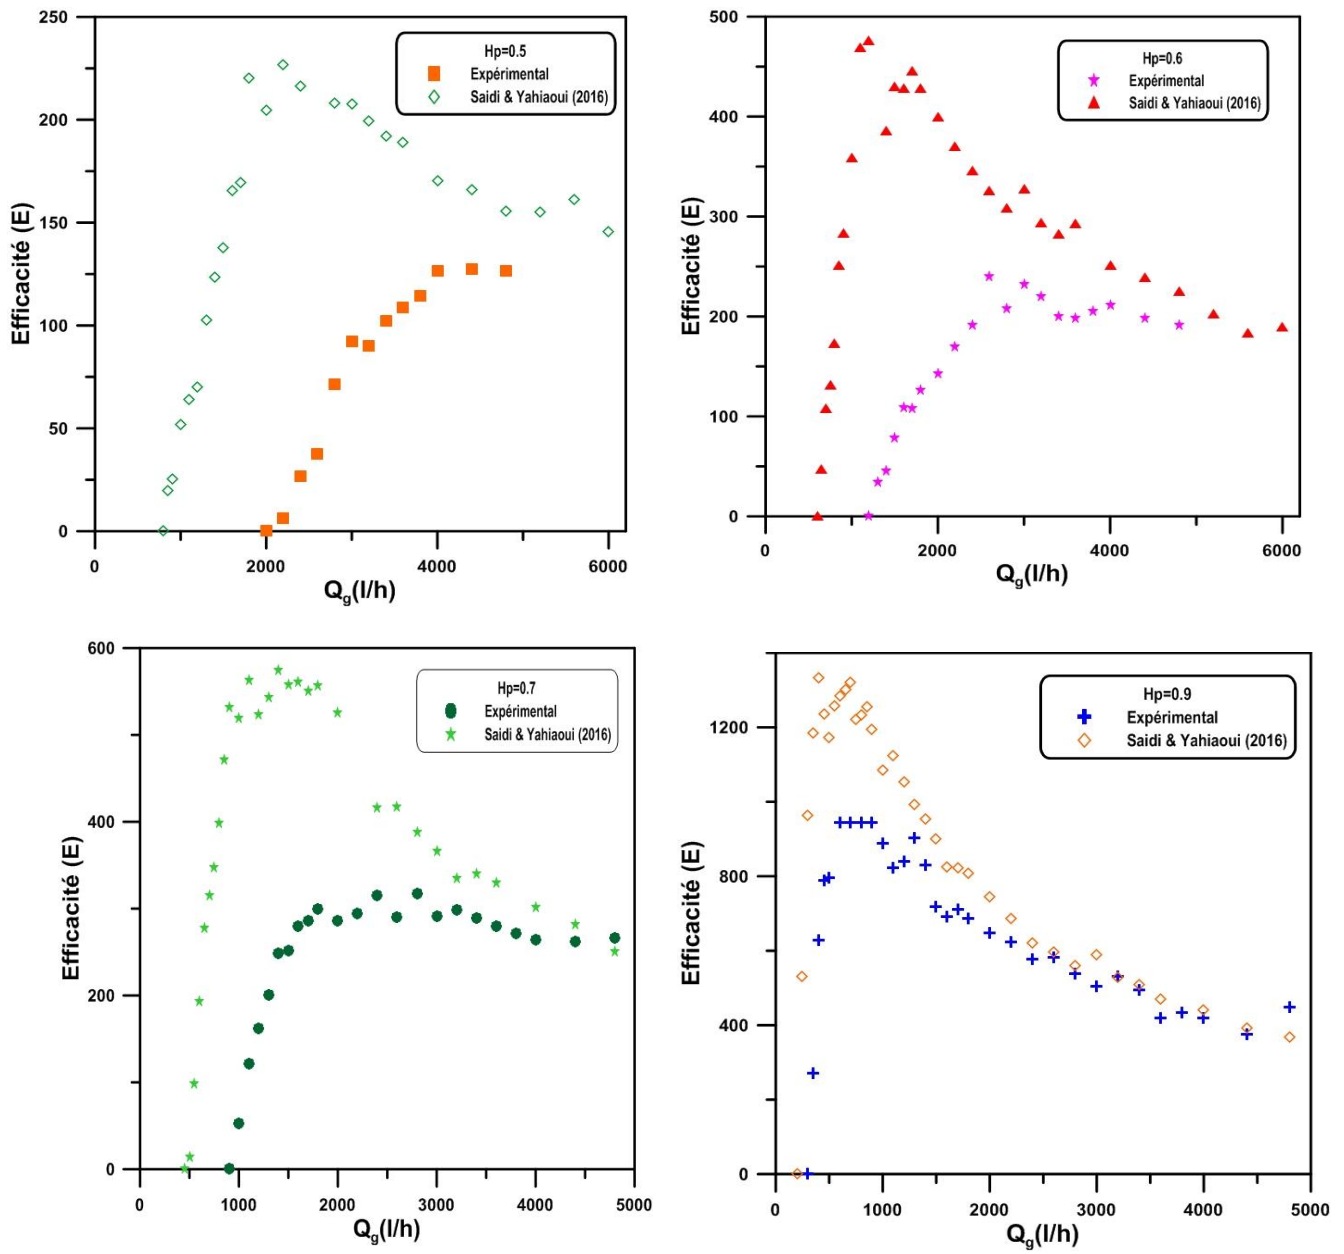 Hp=0.5
Expérimental
Saidi & Yahiaoui (2016)
250
200
150
100
50
0
Efficacité (E)
0 2000 4000 6000
Qg(l/h)
Hp=0.6
Expérimental
Saidi & Yahiaoui (2016)
500
400
300
200
100
0
Efficacité (E)
0 2000 4000 6000
Qg(l/h)
Hp=0.7
Expérimental
Saidi & Yahiaoui (2016)
600
400
200
0
Efficacité (E)
0 1000 2000 3000 4000 5000
Qg(l/h)
Hp=0.9
Expérimental
Saidi & Yahiaoui (2016)
1200
800
400
0
Efficacité (E)
0 1000 2000 3000 4000 5000
Qg(l/h)